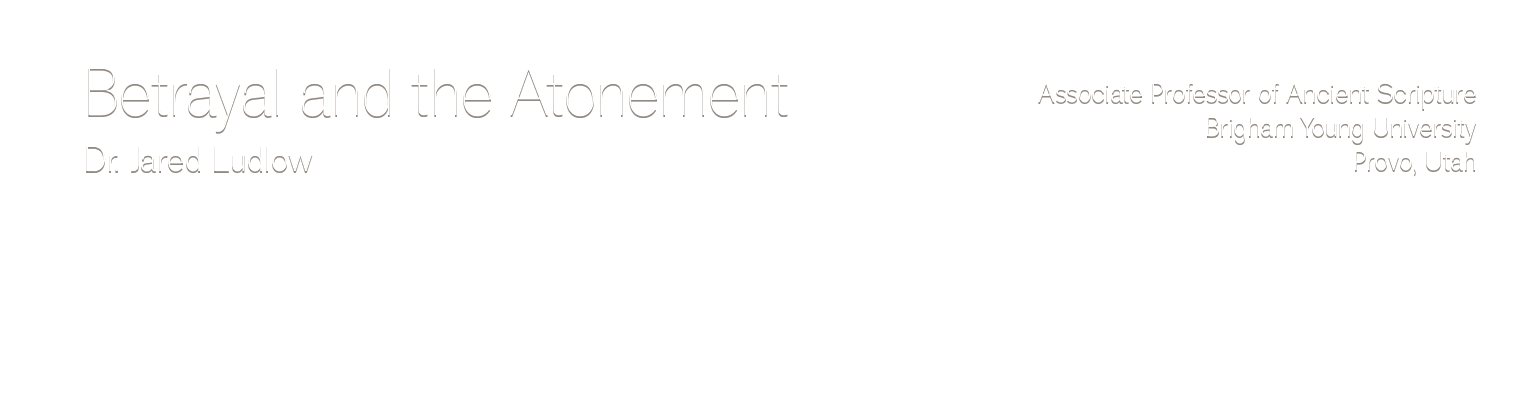 Betrayal and the Atonement
Dr. Jared Ludlow
Associate Professor of Ancient Scripture
Brigham Young University
Provo, Utah